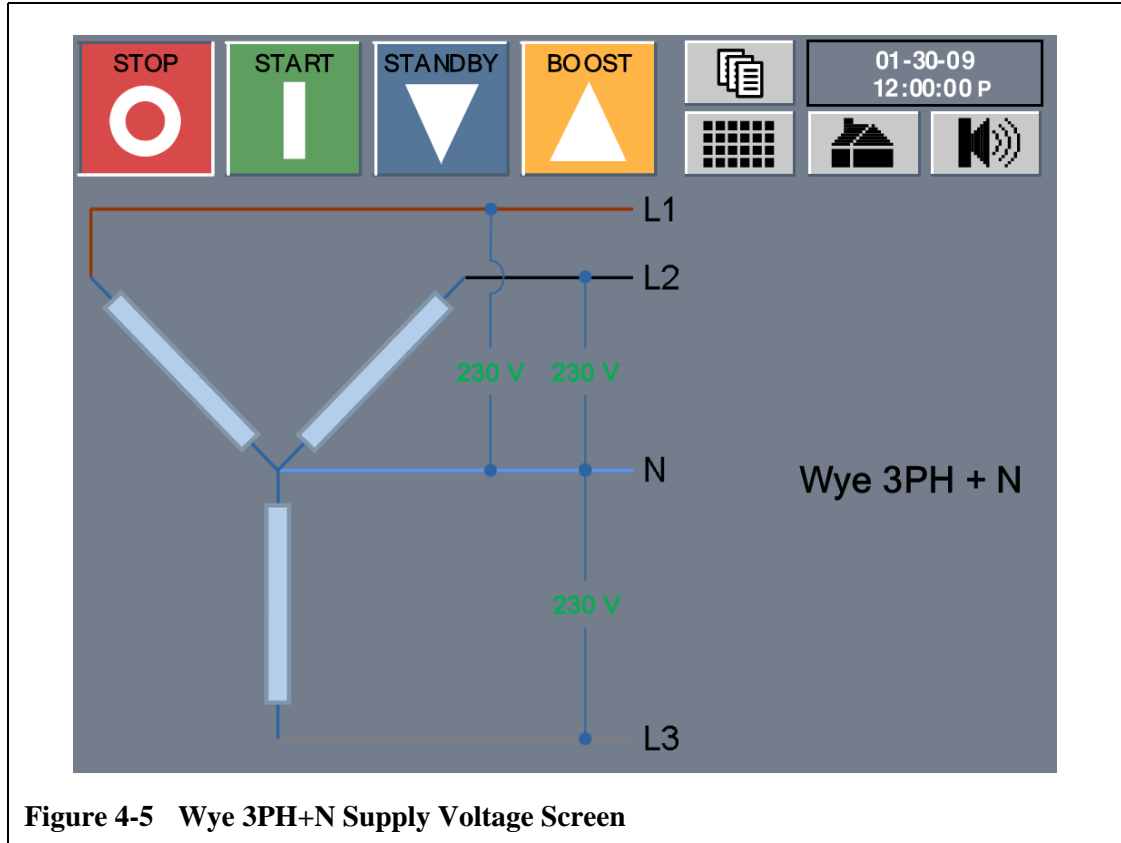 STOP START STANDBY BOOST
01-30-09
12:00:00 P
L1
L2
230 V 230 V
N
Wye 3PH + N
230 V
L3
Figure 4-5 Wye 3PH+N Supply Voltage Screen